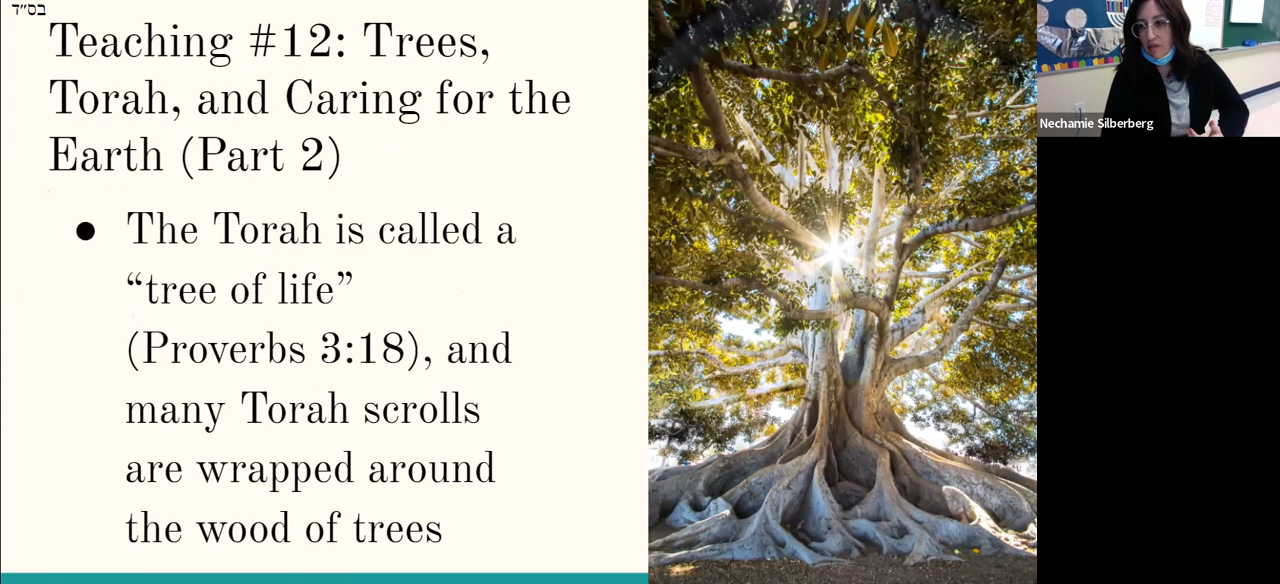 בס״ד
Teaching #12: Trees,
Torah, and Caring for the
Earth (Part 2)
● The Torah is called a
“tree of life”
(Proverbs 3:18), and
many Torah scrolls
are wrapped around
the wood of trees
Nechamie Silberberg